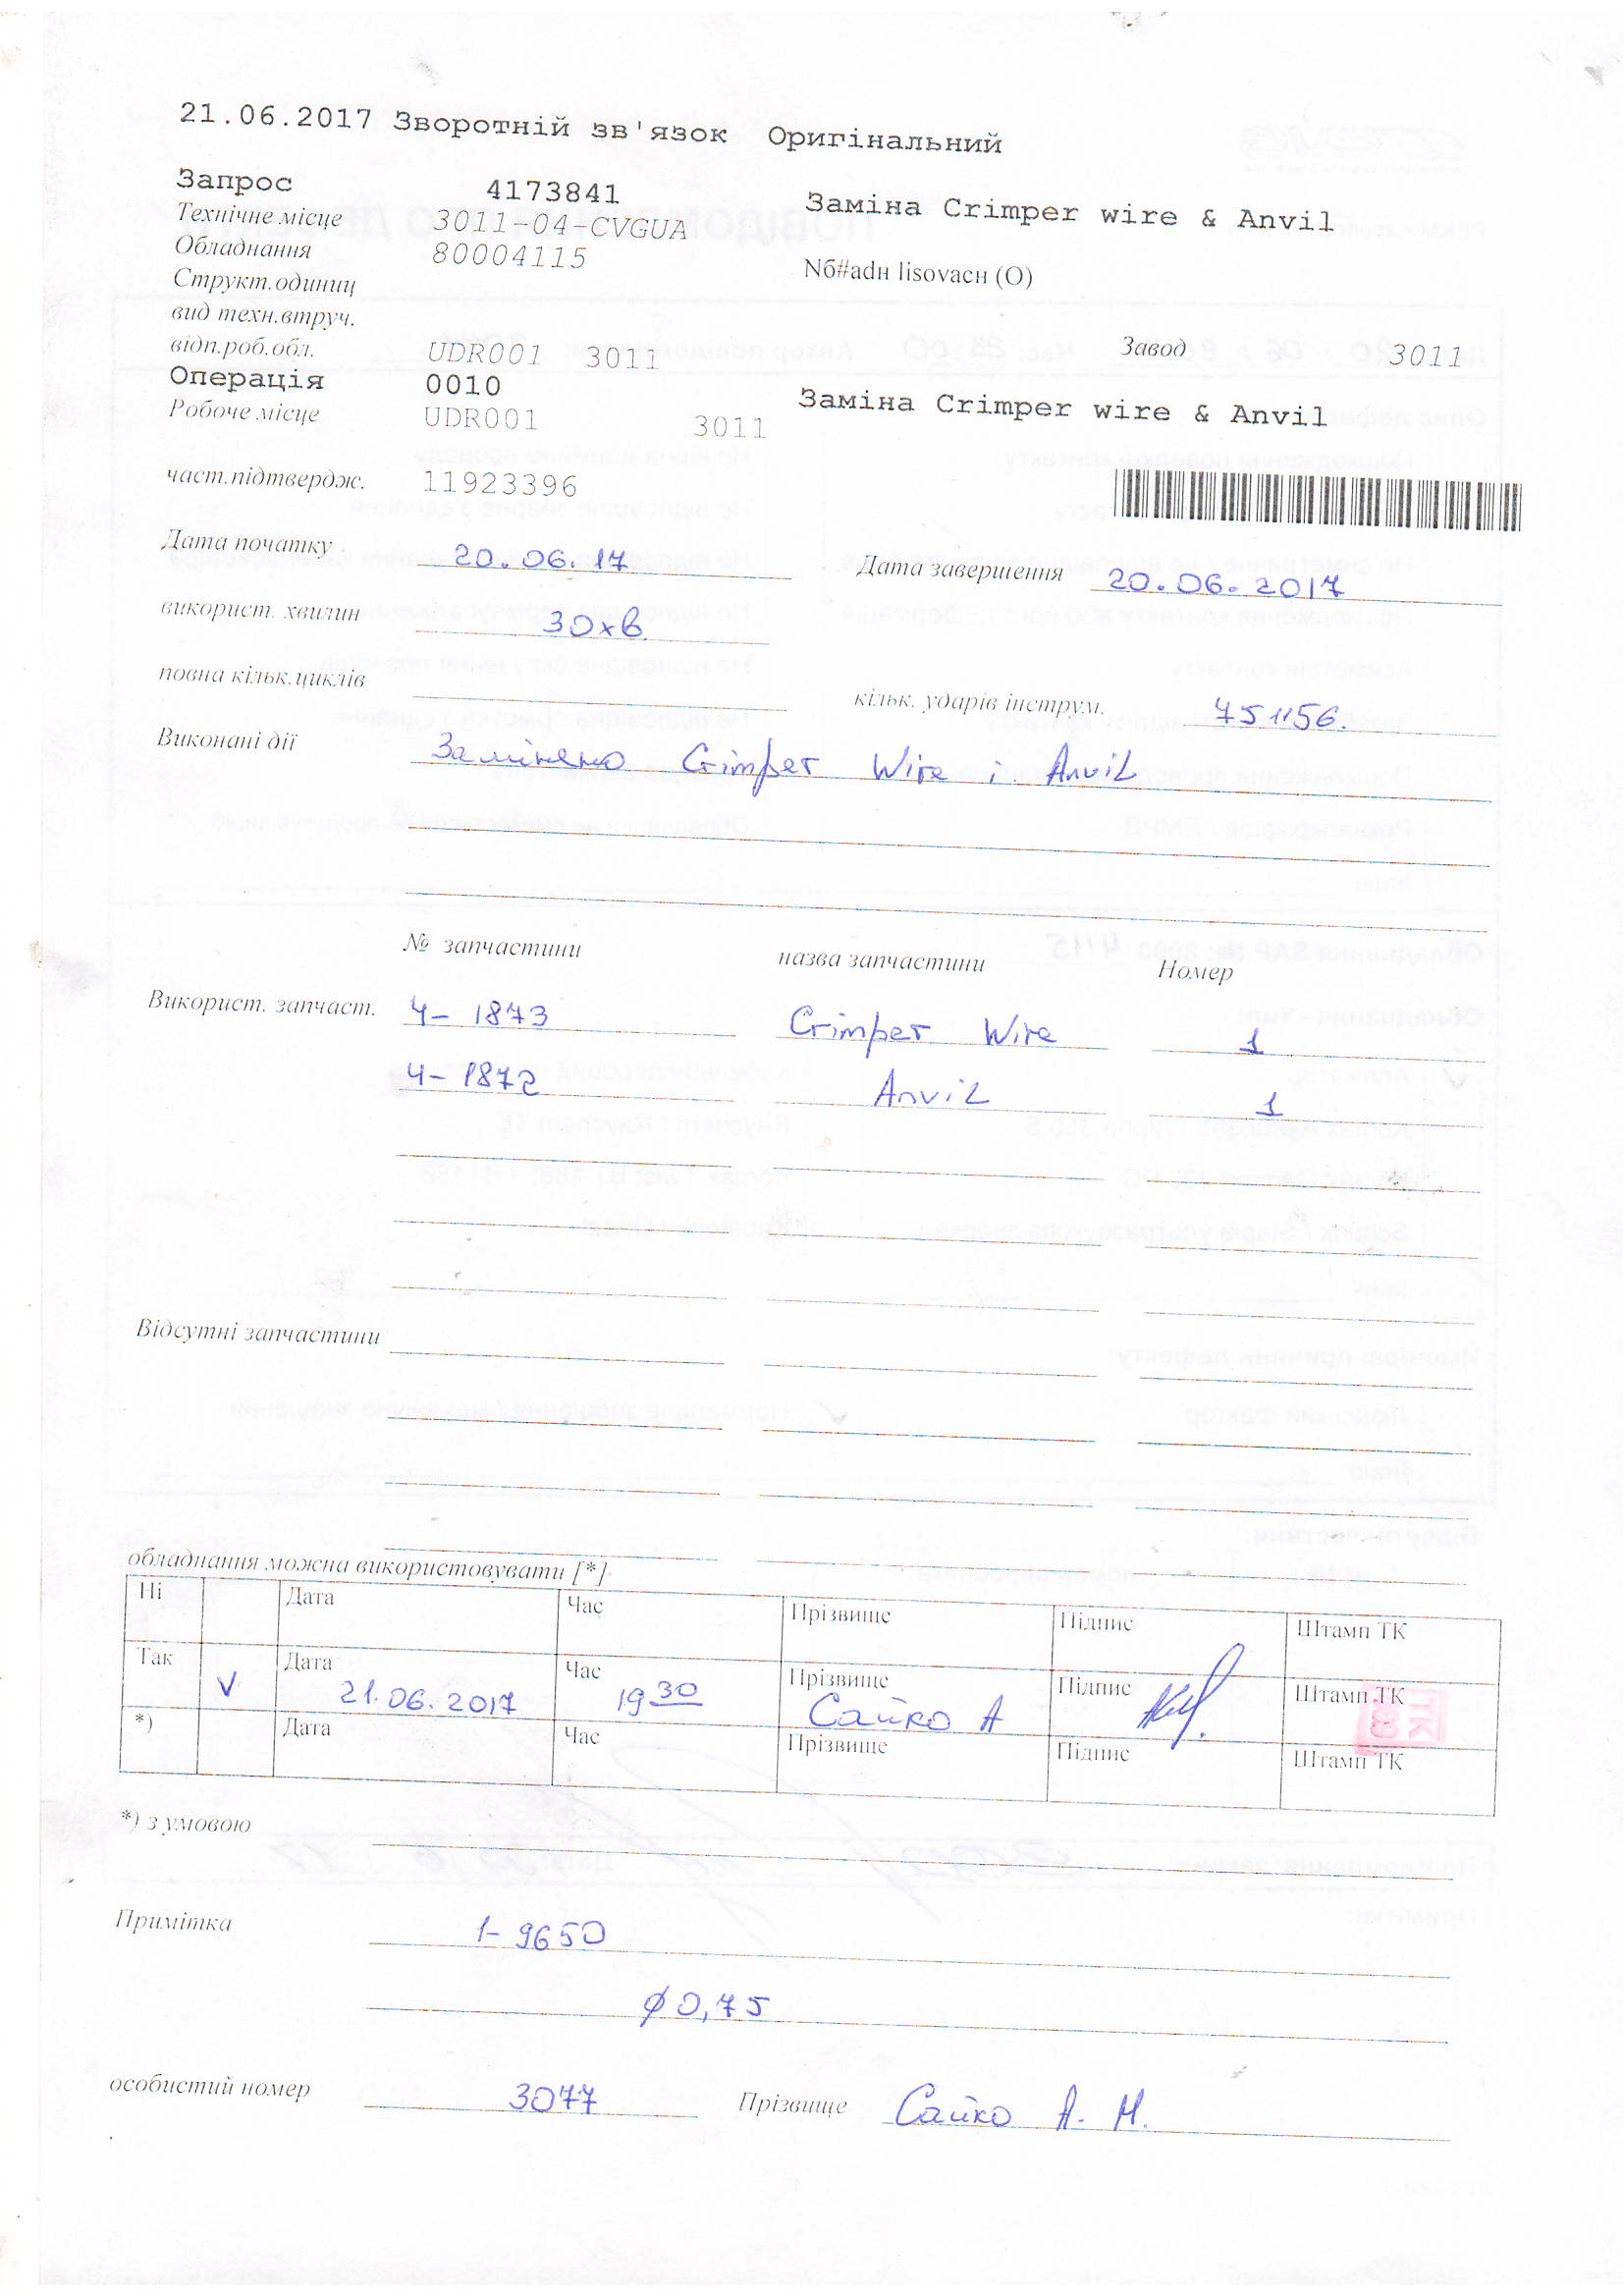 21.06.2017 Зворотній зв'язок Оригінальний
Запрос 4173841 Заміна Crimper wire & Anvil
Технічне місце 3011-04-CVGUA
Обладнання 80004115 Nб#adн lisovacн (O)
Структ.одиниц
вид техн.втруч.
відп.роб.обл. UDR001 3011 Завод 3011
Операція 0010 Заміна Crimper wire & Anvil
Робоче місце UDR001 3011
част.підтвердж. 11923396
Дата початку 20.06.17 Дата завершення 20.06.2017
використ. хвилин 30хв.
повна кільк.циклів кільк. ударів інструм. 451156.
Виконані дії Замінено Crimper Wire і Anvil
№ запчастини назва запчастини Номер
Використ. запчаст. 4-1873 Crimper Wire 1
4-1872 Anvil 1
Відсутні запчастини
обладнання можна використовувати [*]
Ні Дата Час Прізвище Підпис Штамп ТК
Так V Дата 21.06.2017 Час 19 30 Прізвище Сайко А Підпис Штамп ТК
*) Дата Час Прізвище Підпис Штамп ТК
*) з умовою
Примітка 1-9650
φ0,75
особистий номер 3077 Прізвище Сайко А. М.